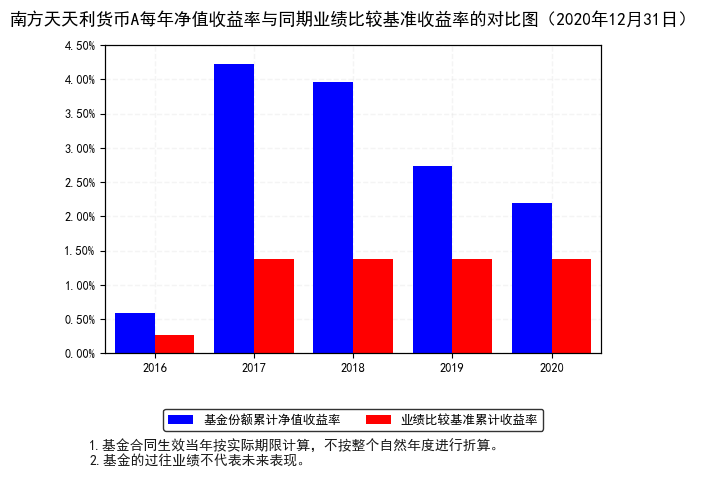 南方天天利货币A每年净值收益率与同期业绩比较基准收益率的对比图（2020年12月31日）
4.50%
4.00%
3.50%
3.00%
2.50%
2.00%
1.50%
1.00%
0.50%
0.00%
2016 2017 2018 2019 2020
基金份额累计净值收益率 业绩比较基准累计收益率
1.基金合同生效当年按实际期限计算，不按整个自然年度进行折算。
2.基金的过往业绩不代表未来表现。